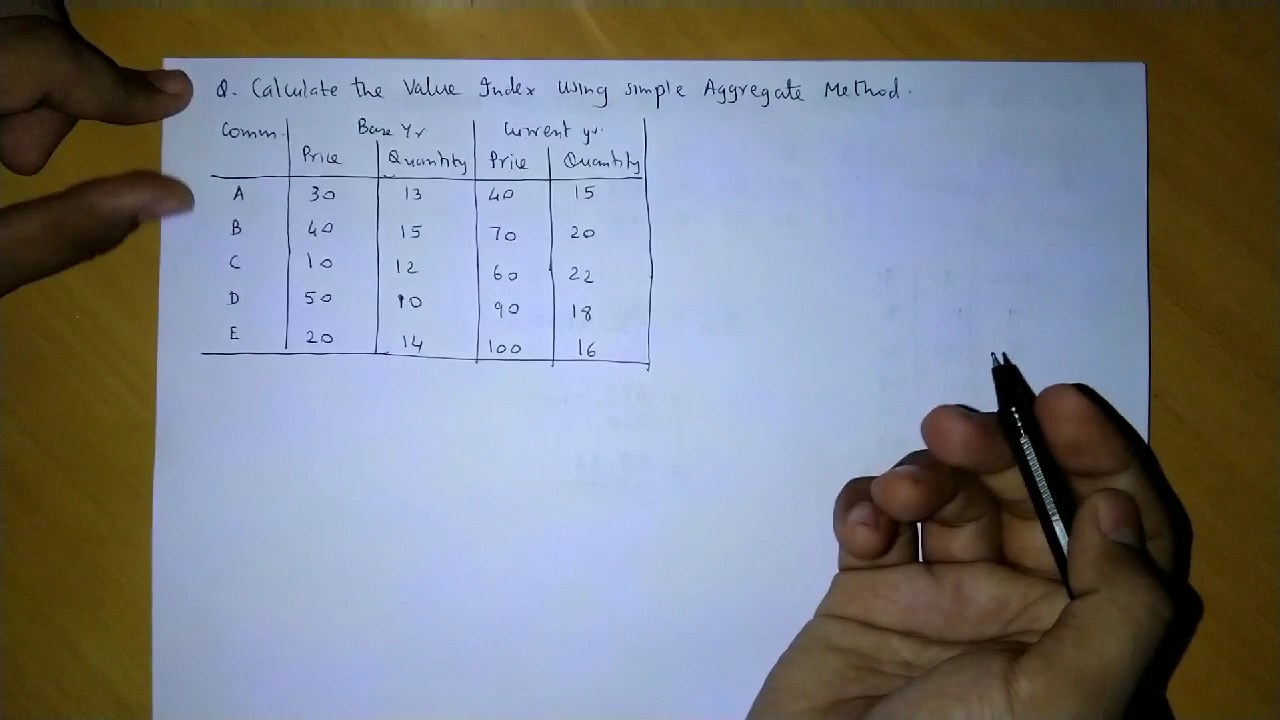 Q. Calculate the Value Index using simple Aggregate Method.
Comm. Base Yr Current yr.
Price Quantity Price Quantity
A 30 13 40 15
B 40 15 70 20
C 10 12 60 22
D 50 10 90 18
E 20 14 100 16